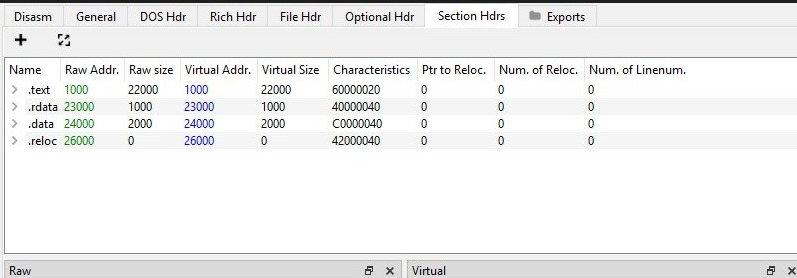 Disasm General DOS Hdr Rich Hdr File Hdr Optional Hdr Section Hdrs Exports
Name Raw Addr. Raw size Virtual Addr. Virtual Size Characteristics Ptr to Reloc. Num. of Reloc. Num. of Linenum.
.text 1000 22000 1000 22000 60000020 0 0 0
.rdata 23000 1000 23000 1000 40000040 0 0 0
.data 24000 2000 24000 2000 C0000040 0 0 0
.reloc 26000 0 26000 0 42000040 0 0 0
Raw Virtual